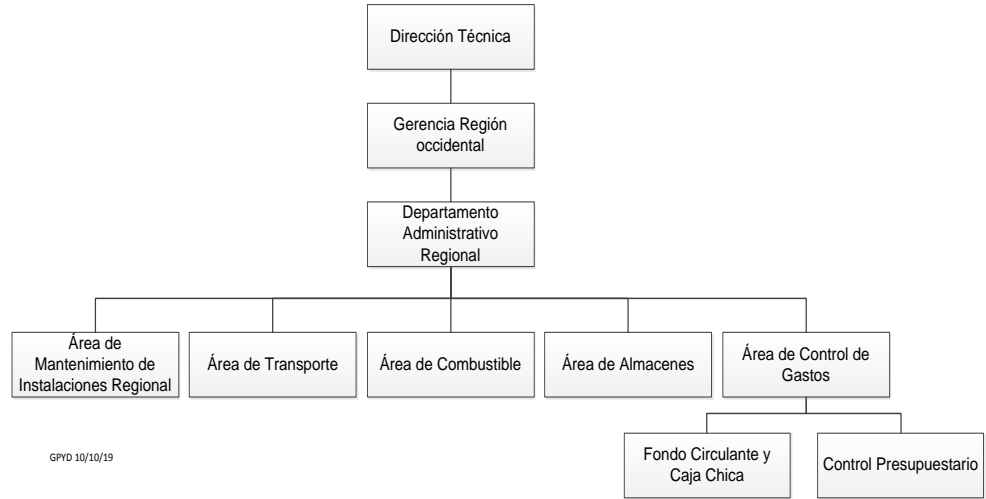 Dirección Técnica
Gerencia Región
occidental
Departamento
Administrativo
Regional
Área de
Mantenimiento de
Instalaciones Regional
Área de Transporte
Área de Combustible
Área de Almacenes
Área de Control de
Gastos
Fondo Circulante y
Caja Chica
Control Presupuestario
GPYD 10/10/19